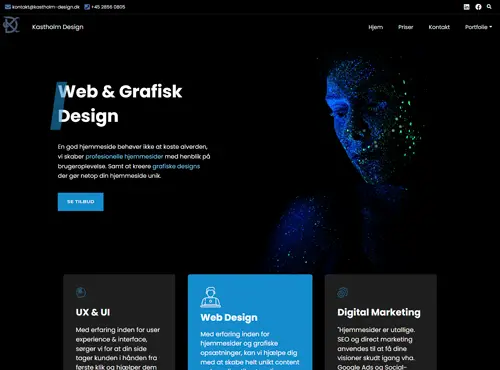 kontakt@kastholm-design.dk +45 2856 0805
Kastholm Design Hjem Priser Kontakt Portfolie
Web & Grafisk
Design
En god hjemmeside behøver ikke at koste alverden,
vi skaber profesionelle hjemmesider med henblik på
brugeroplevelse. Samt at kreere grafiske designs
der gør netop din hjemmeside unik.
SE TILBUD
UX & UI
Med erfaring inden for user
experience & interface,
sørger vi for at din side
tager kunden i hånden fra
første klik og hjælper dem
Web Design
Med erfaring inden for
hjemmesider og grafiske
opsætninger, kan vi hjælpe dig
med at skabe helt unikt content
Digital Marketing
"Hjemmesider er utallige.
SEO og direct marketing
anvendes til at få dine
visioner skudt igang vha.
Google Ads og Social-